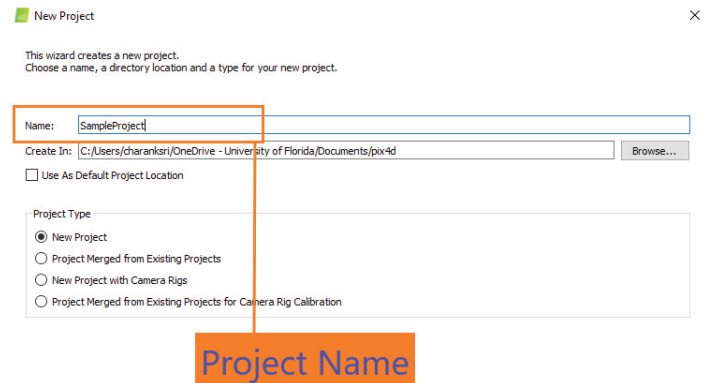 New Project
This wizard creates a new project.
Choose a name, a directory location and a type for your new project.
Name: SampleProject
Create In: C:/Users/charanksri/OneDrive - University of Florida/Documents/pix4d Browse...
Use As Default Project Location
Project Type
New Project
Project Merged from Existing Projects
New Project with Camera Rigs
Project Merged from Existing Projects for Camera Rig Calibration
Project Name